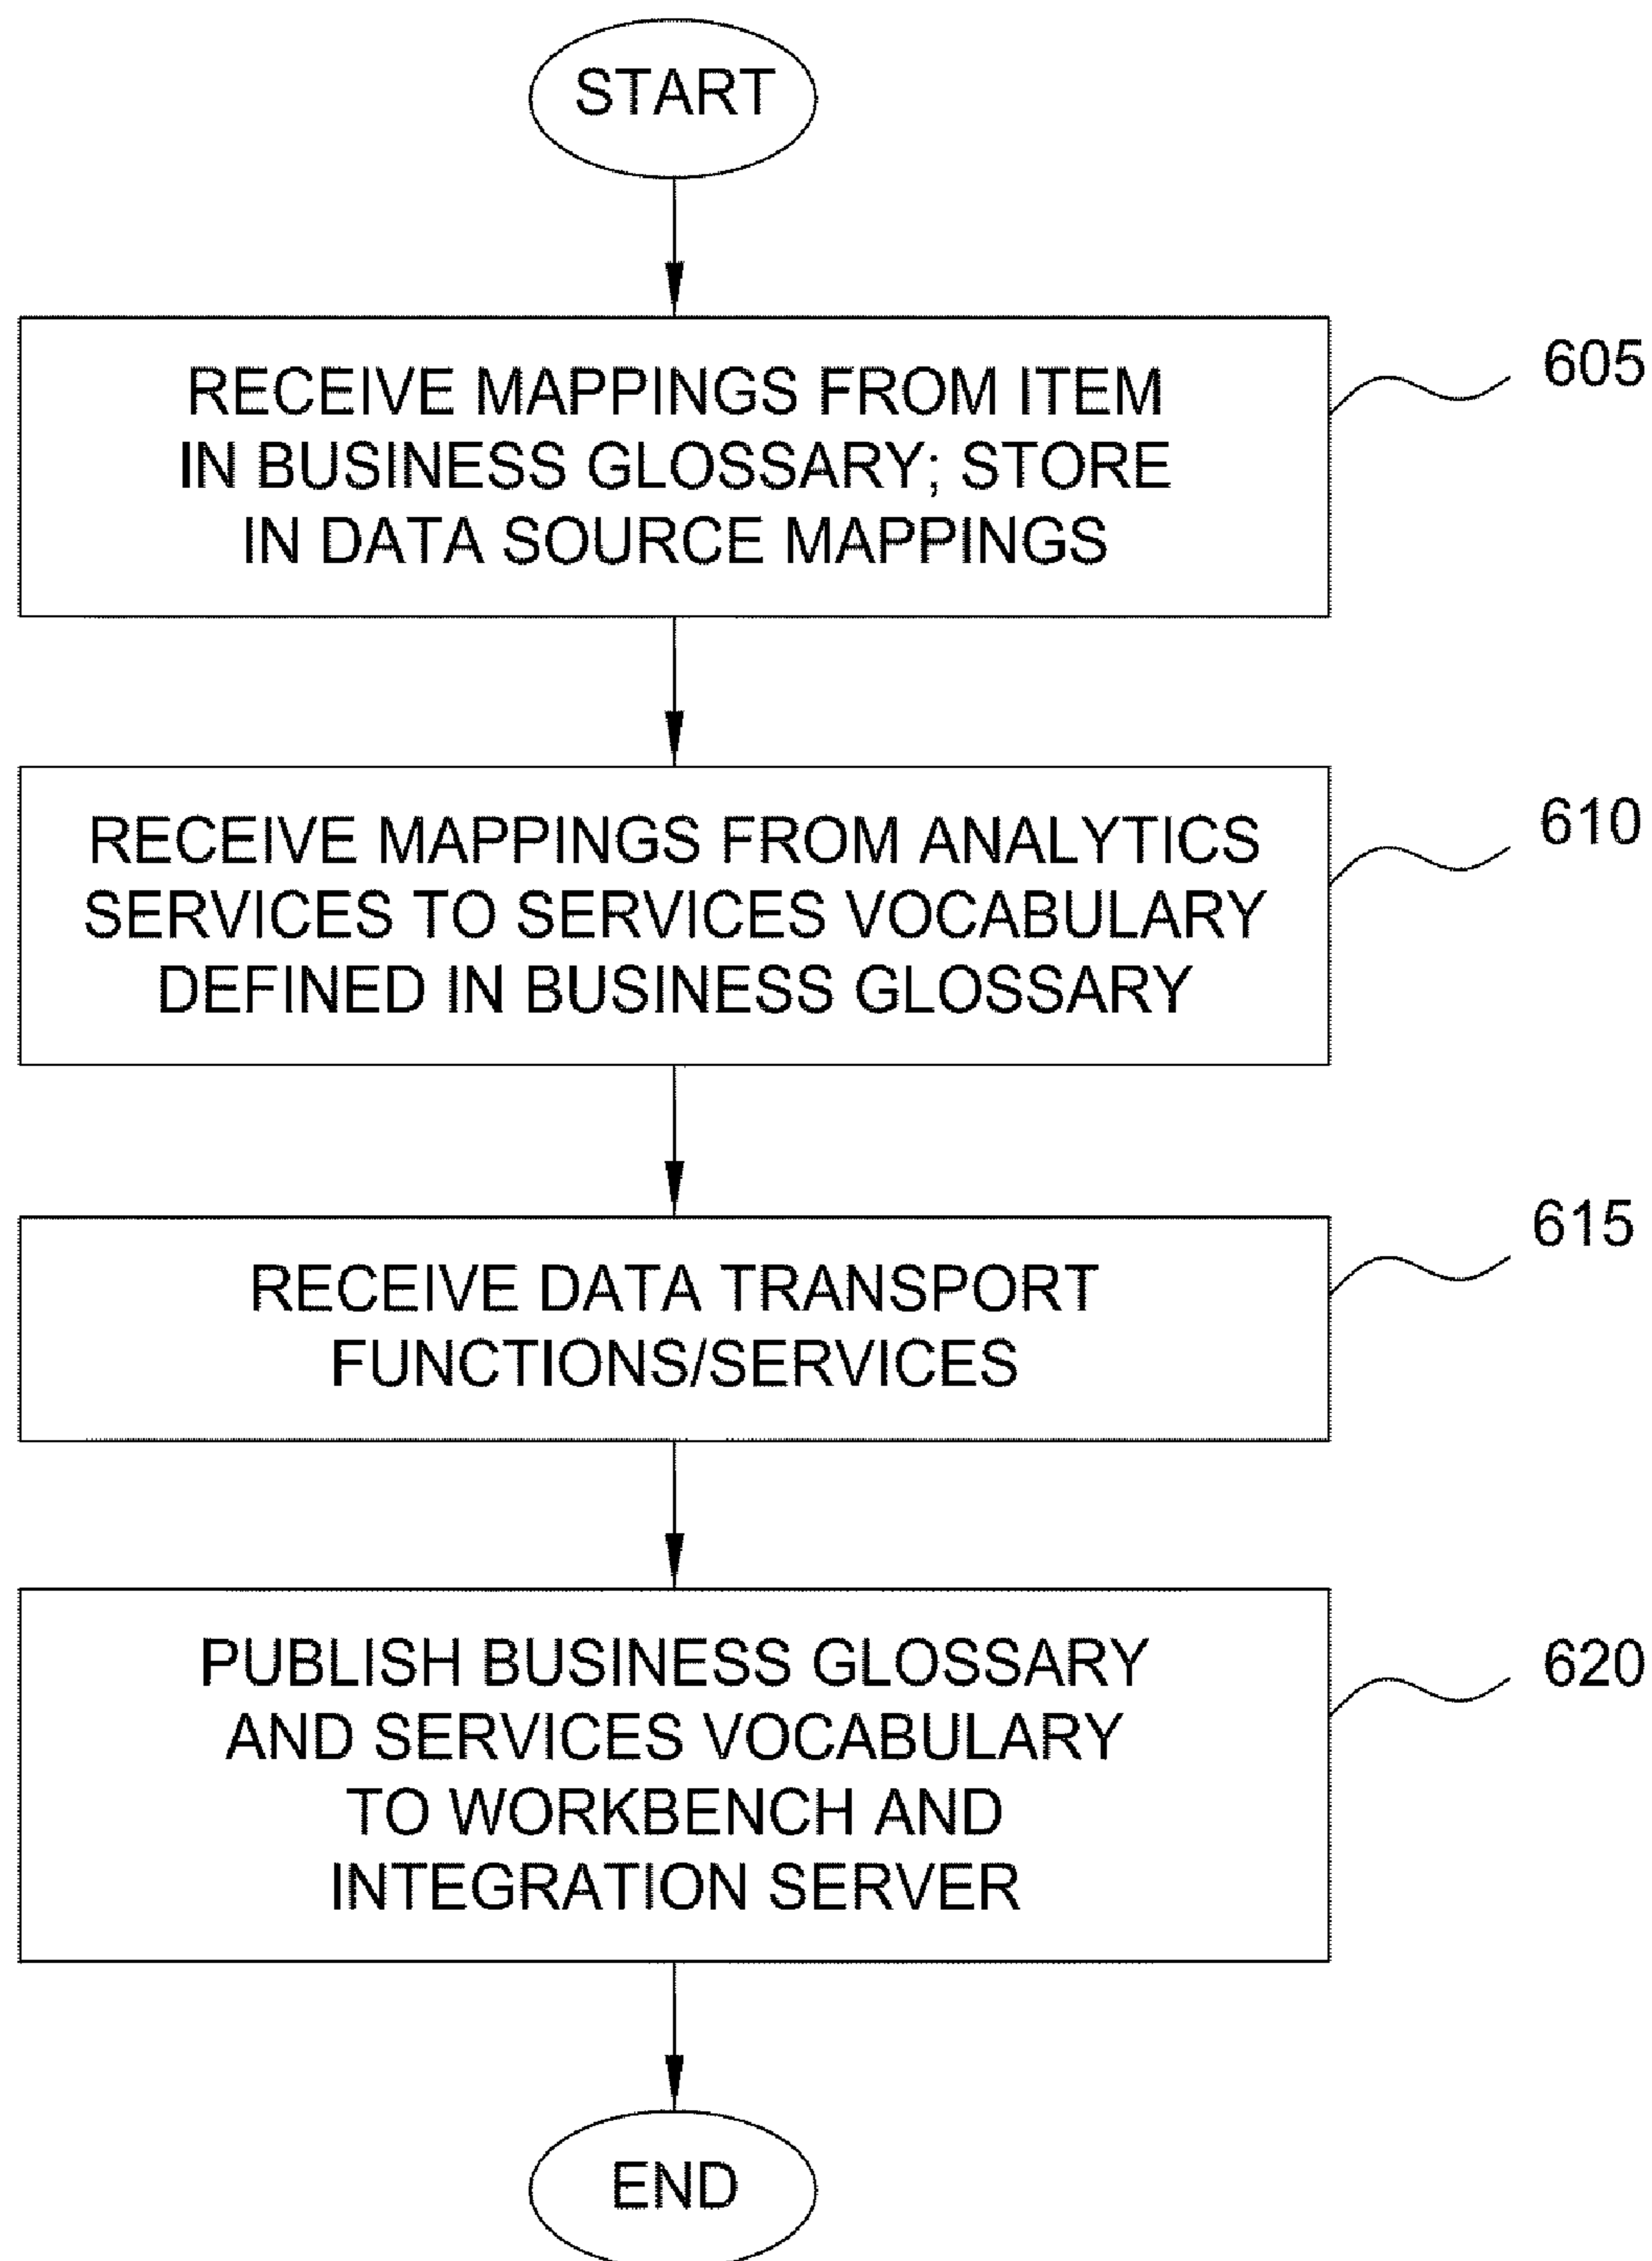 START
RECEIVE MAPPINGS FROM ITEM
IN BUSINESS GLOSSARY; STORE
IN DATA SOURCE MAPPINGS
605
RECEIVE MAPPINGS FROM ANALYTICS
SERVICES TO SERVICES VOCABULARY
DEFINED IN BUSINESS GLOSSARY
610
RECEIVE DATA TRANSPORT
FUNCTIONS/SERVICES
615
PUBLISH BUSINESS GLOSSARY
AND SERVICES VOCABULARY
TO WORKBENCH AND
INTEGRATION SERVER
620
END